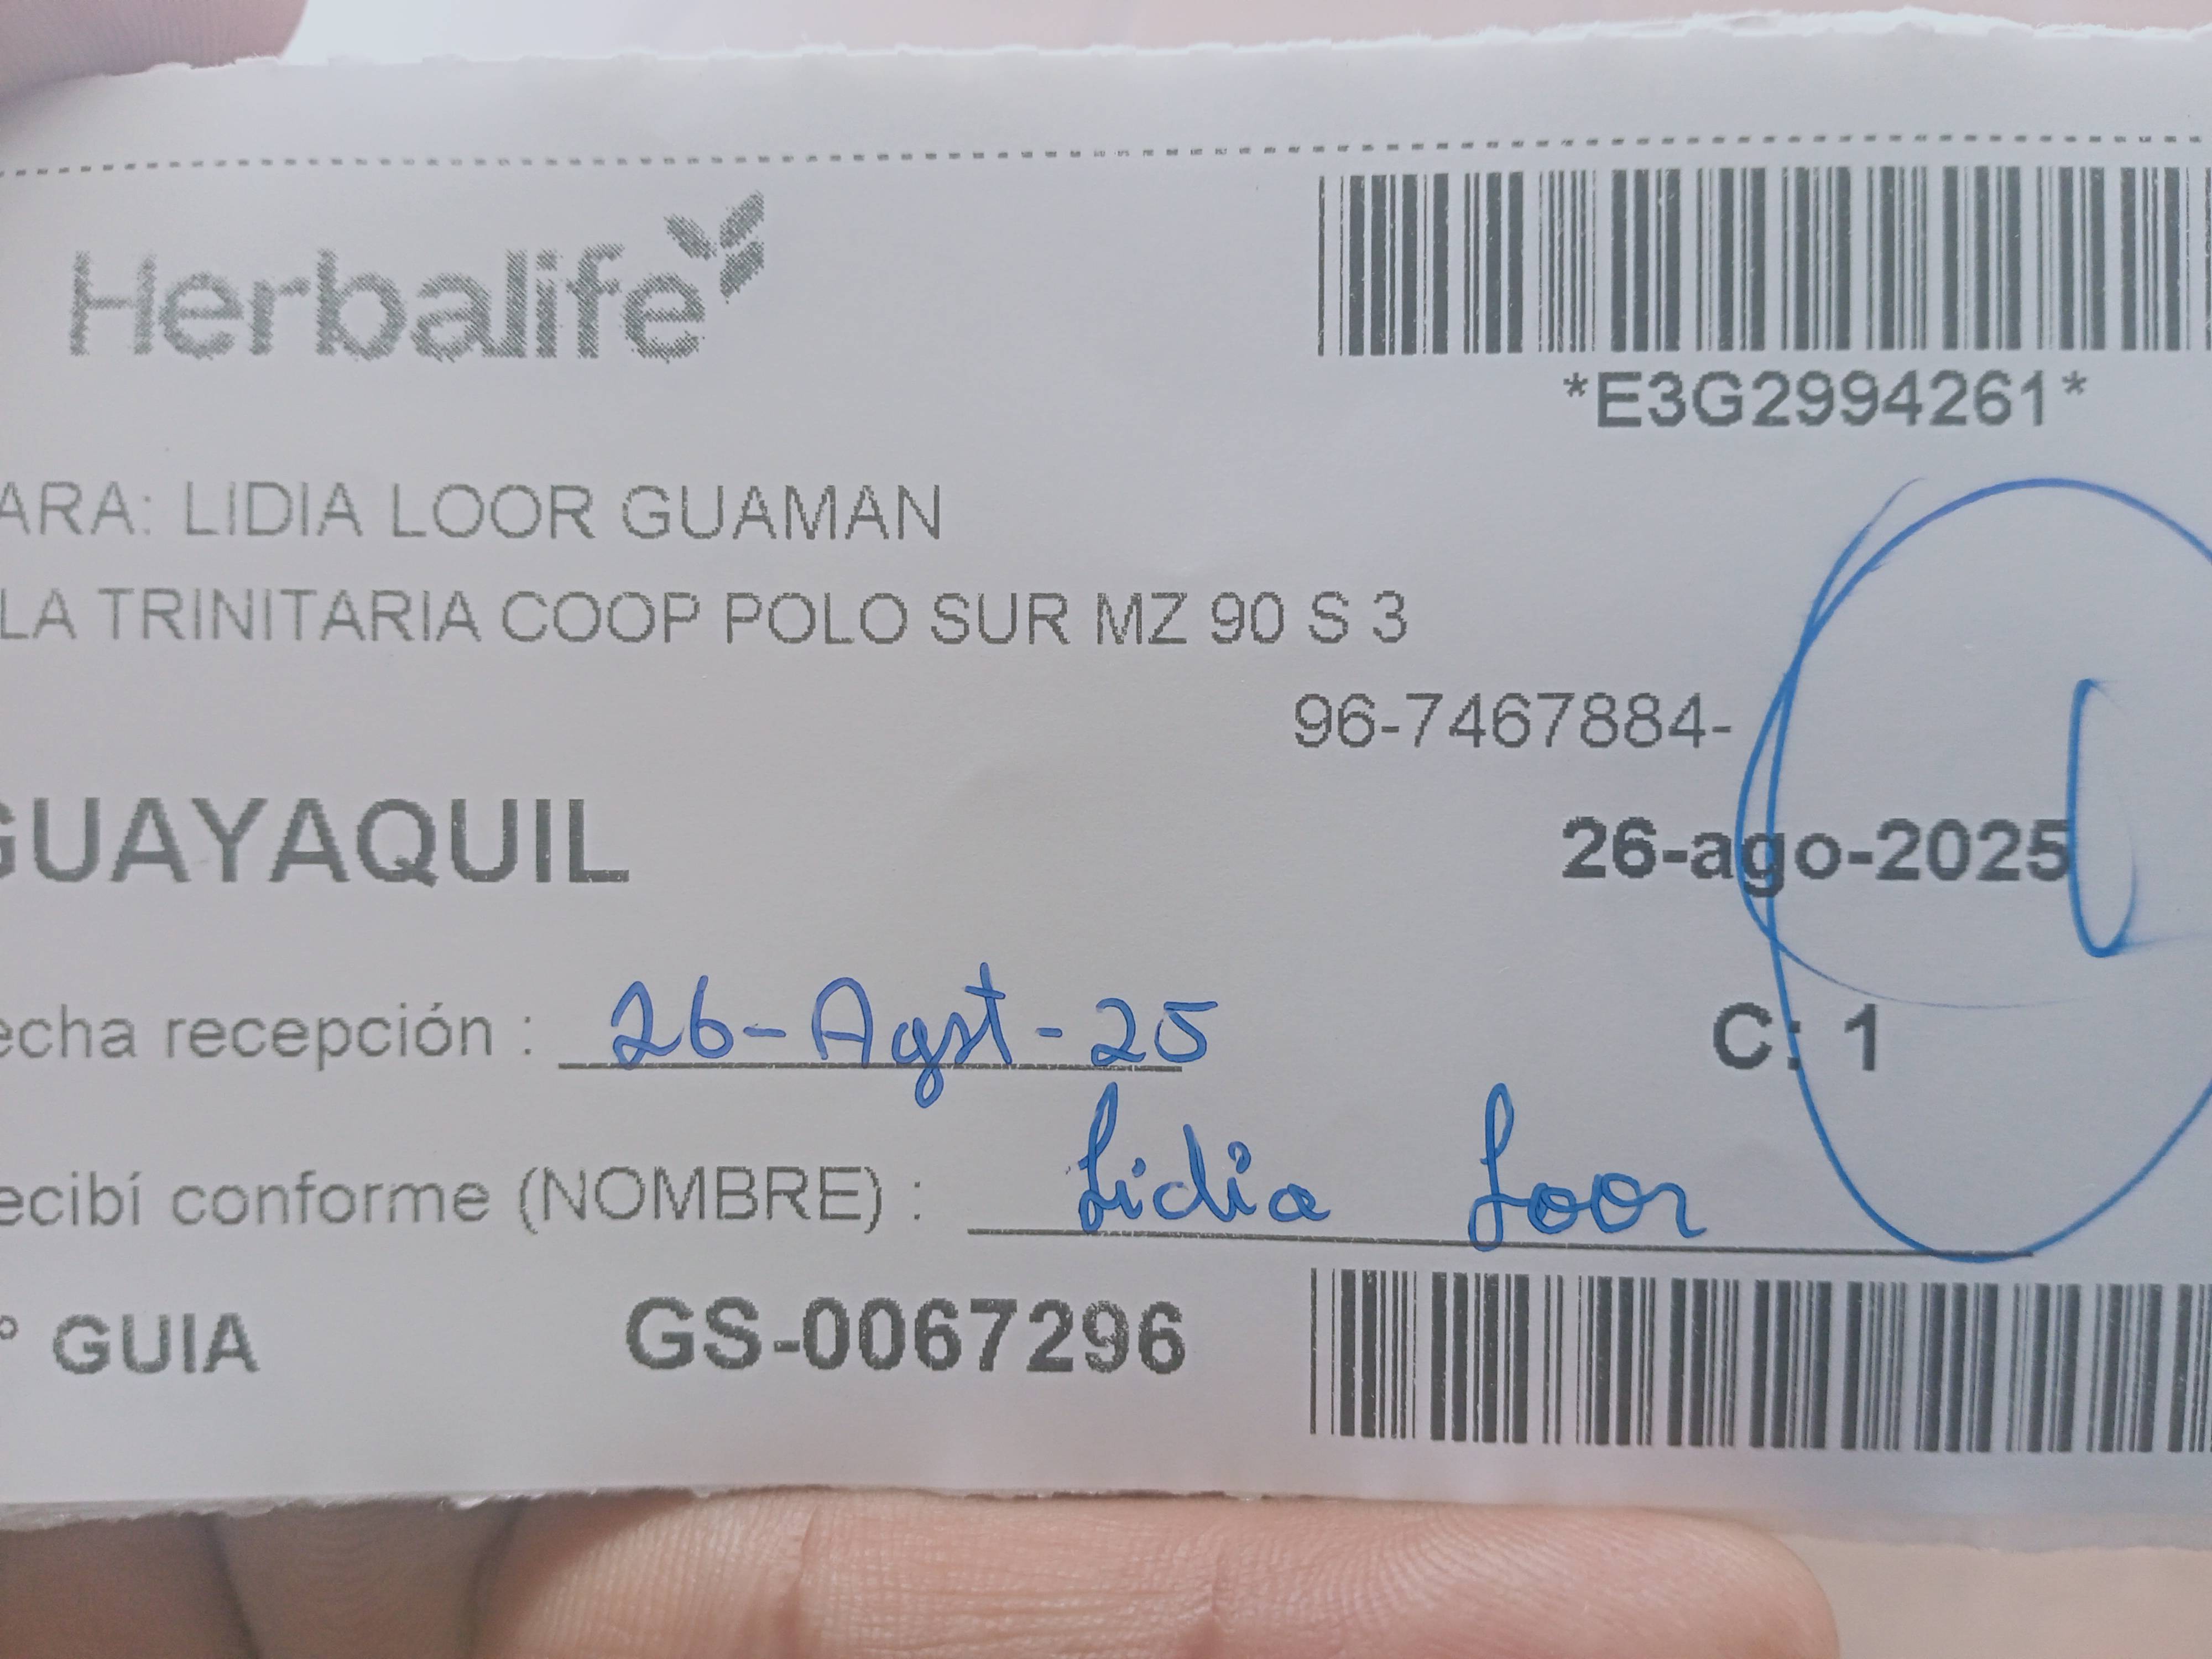 Herbalife
*E3G2994261*
ARA: LIDIA LOOR GUAMAN
LA TRINITARIA COOP POLO SUR MZ 90 S 3
96-7467884-
GUAYAQUIL
26-ago-2025
echa recepción : 26-Agst-25
C: 1
ecibí conforme (NOMBRE) : Lidia Loor
° GUIA GS-0067296